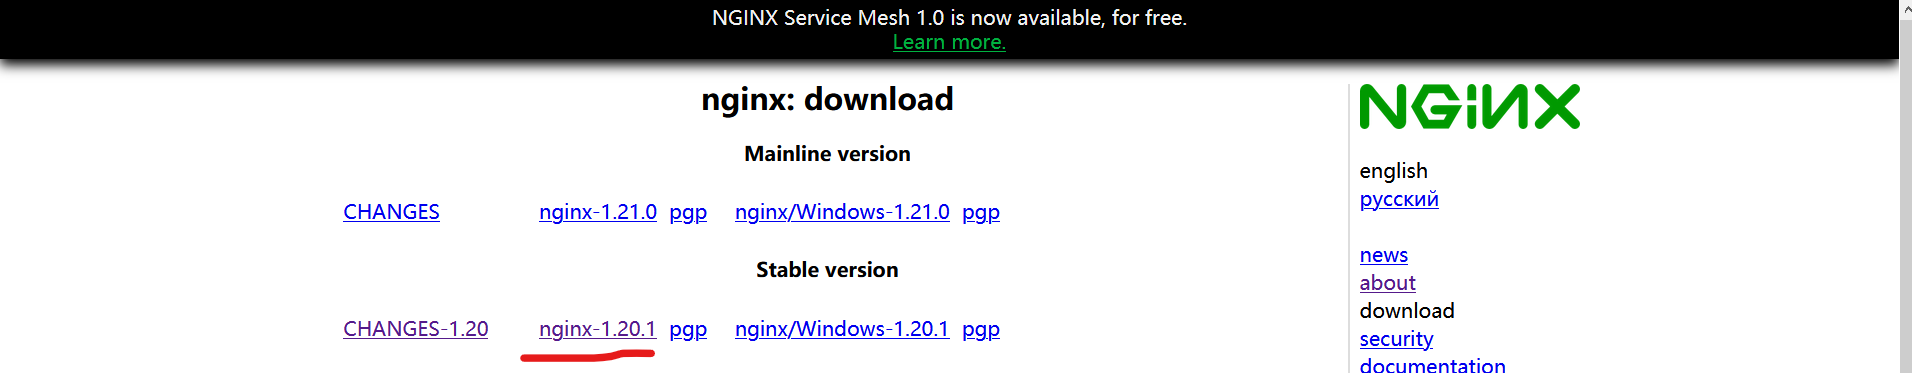 NGINX Service Mesh 1.0 is now available, for free.
Learn more.
nginx: download
Mainline version
CHANGES nginx-1.21.0 pgp nginx/Windows-1.21.0 pgp
Stable version
CHANGES-1.20 nginx-1.20.1 pgp nginx/Windows-1.20.1 pgp
NGINX
english
русский
news
about
download
security
documentation